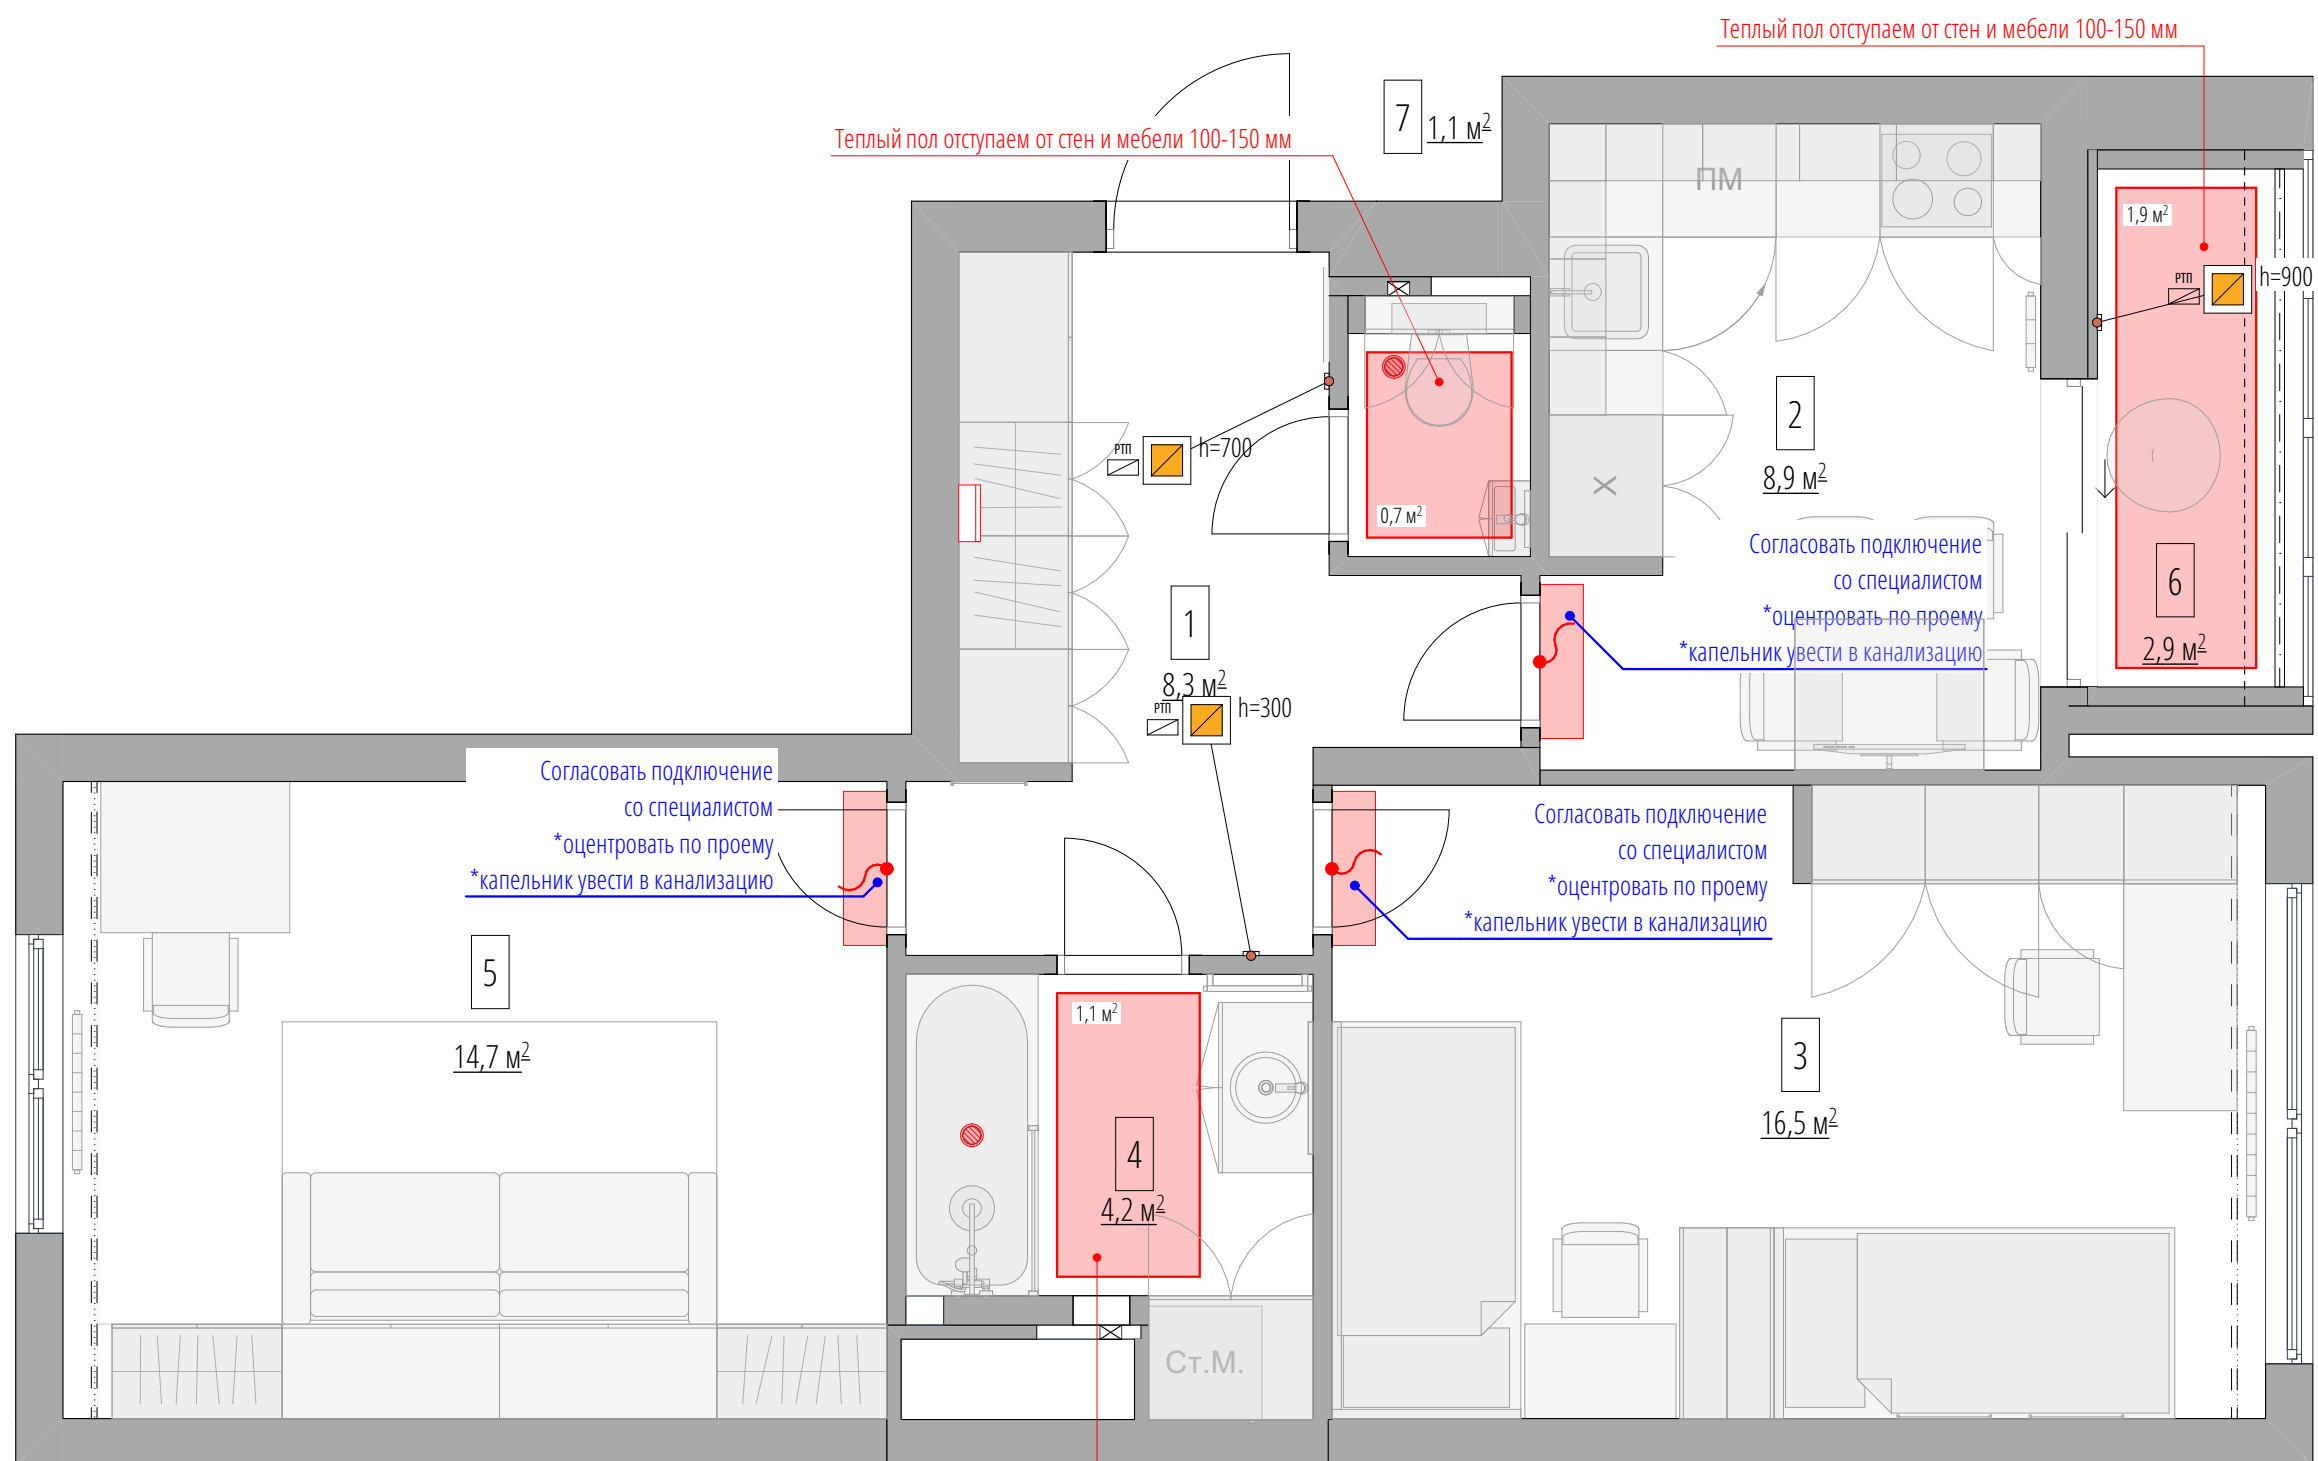 Теплый пол отступаем от стен и мебели 100-150 мм
7
1,1 м²
Теплый пол отступаем от стен и мебели 100-150 мм
ПМ
1,9 м²
РТП
h=900
РТП
h=700
2
8,9 м²
Х
0,7 м²
Согласовать подключение
со специалистом
*оцентровать по проему
*капельник увести в канализацию
6
2,9 м²
1
8,3 м²
РТП
h=300
Согласовать подключение
со специалистом
*оцентровать по проему
*капельник увести в канализацию
Согласовать подключение
со специалистом
*оцентровать по проему
*капельник увести в канализацию
5
14,7 м²
1,1 м²
4
4,2 м²
3
16,5 м²
Ст.М.